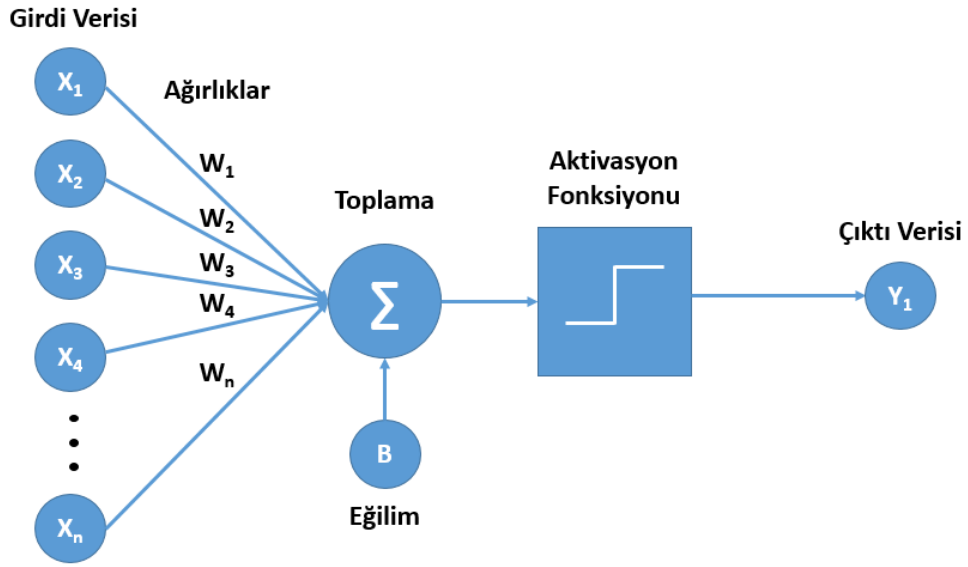 Girdi Verisi
X1
Ağırlıklar
W1
X2
Toplama
Aktivasyon
Fonksiyonu
W2
Çıktı Verisi
X3
W3
Σ
Y1
W4
X4
Wn
B
Eğilim
Xn